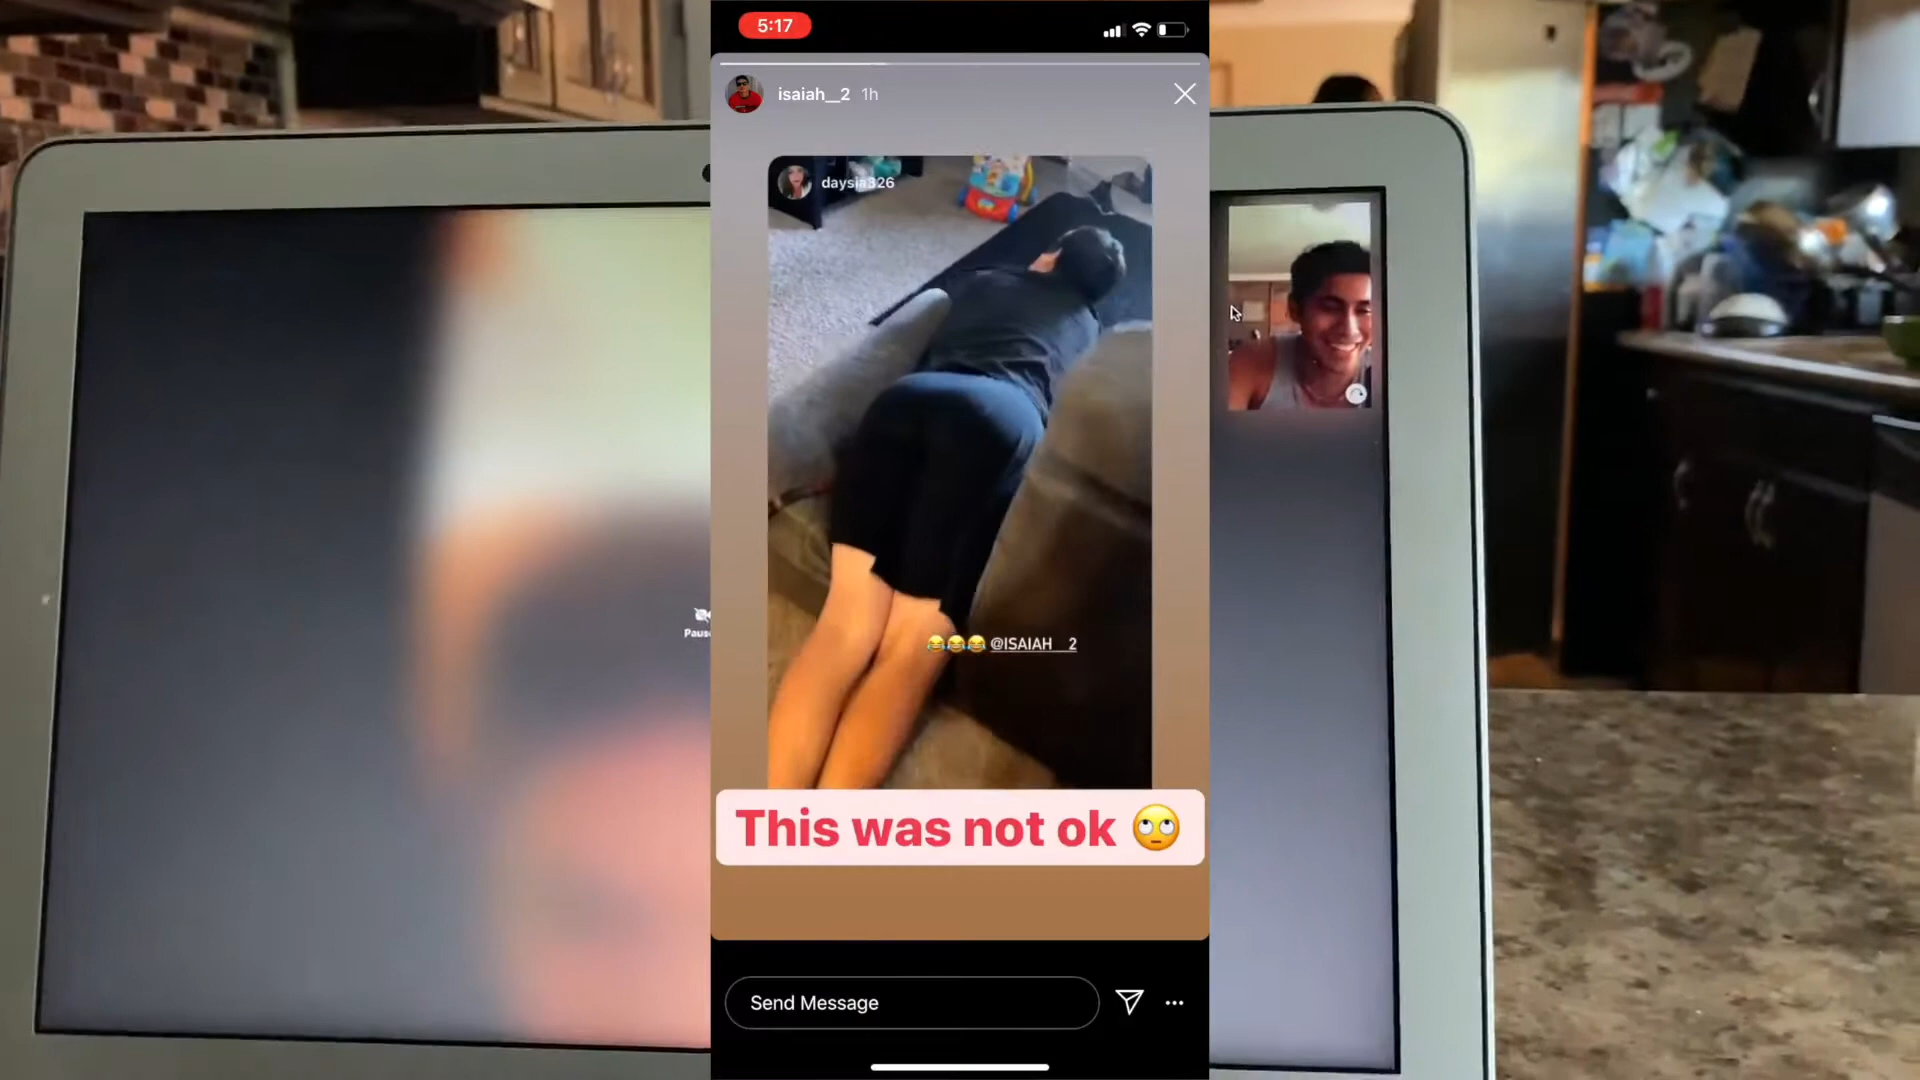 5:17
isaiah__2 1h
daysia326
😂😂😂 @ISAIAH__2
This was not ok 🙄
Send Message